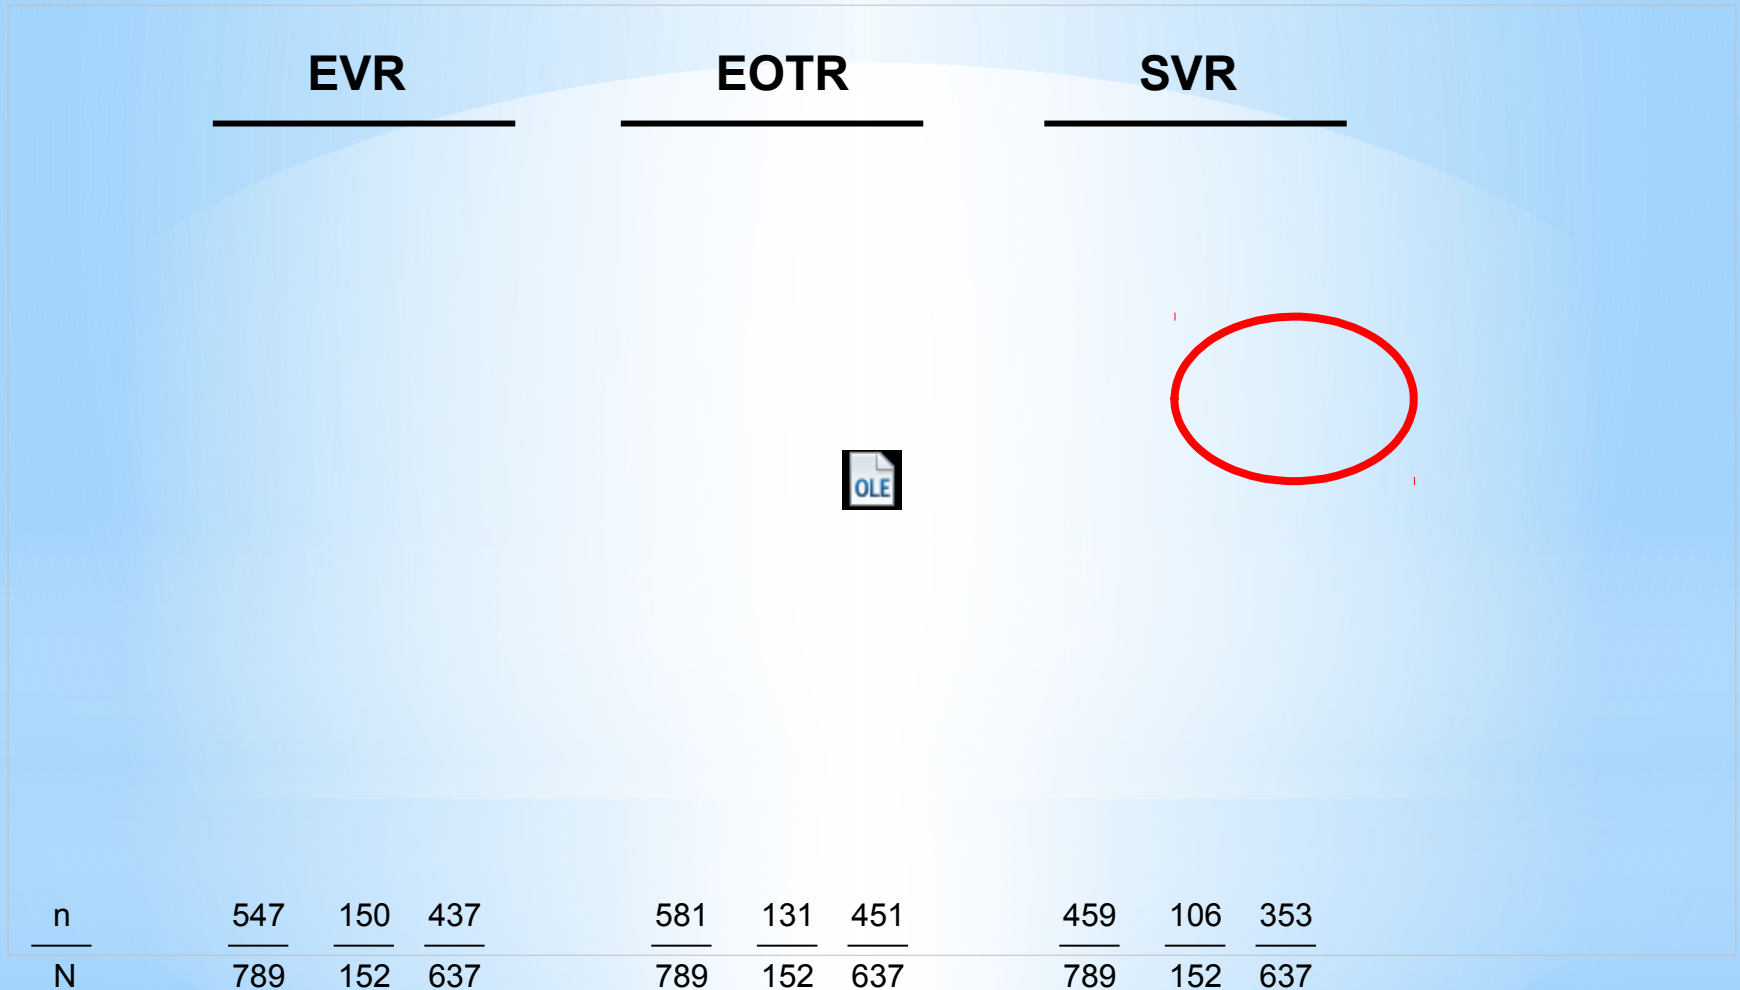 EVR EOTR SVR
OLE
n 547 150 437 581 131 451 459 106 353
N 789 152 637 789 152 637 789 152 637